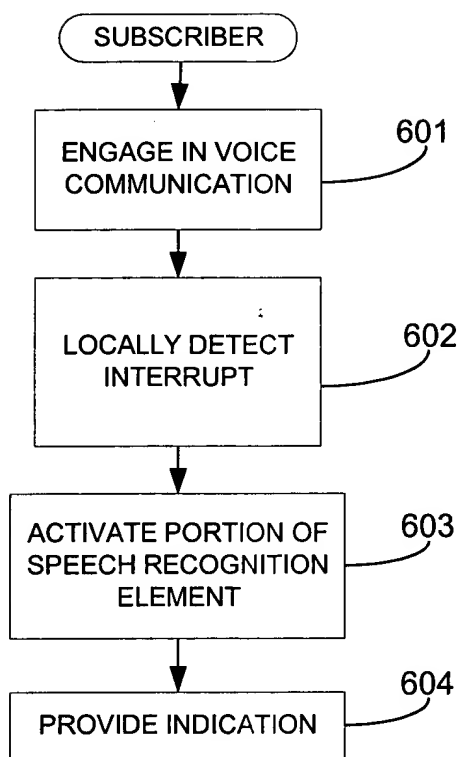 SUBSCRIBER
ENGAGE IN VOICE
COMMUNICATION
601
LOCALLY DETECT
INTERRUPT
602
ACTIVATE PORTION OF
SPEECH RECOGNITION
ELEMENT
603
PROVIDE INDICATION
604